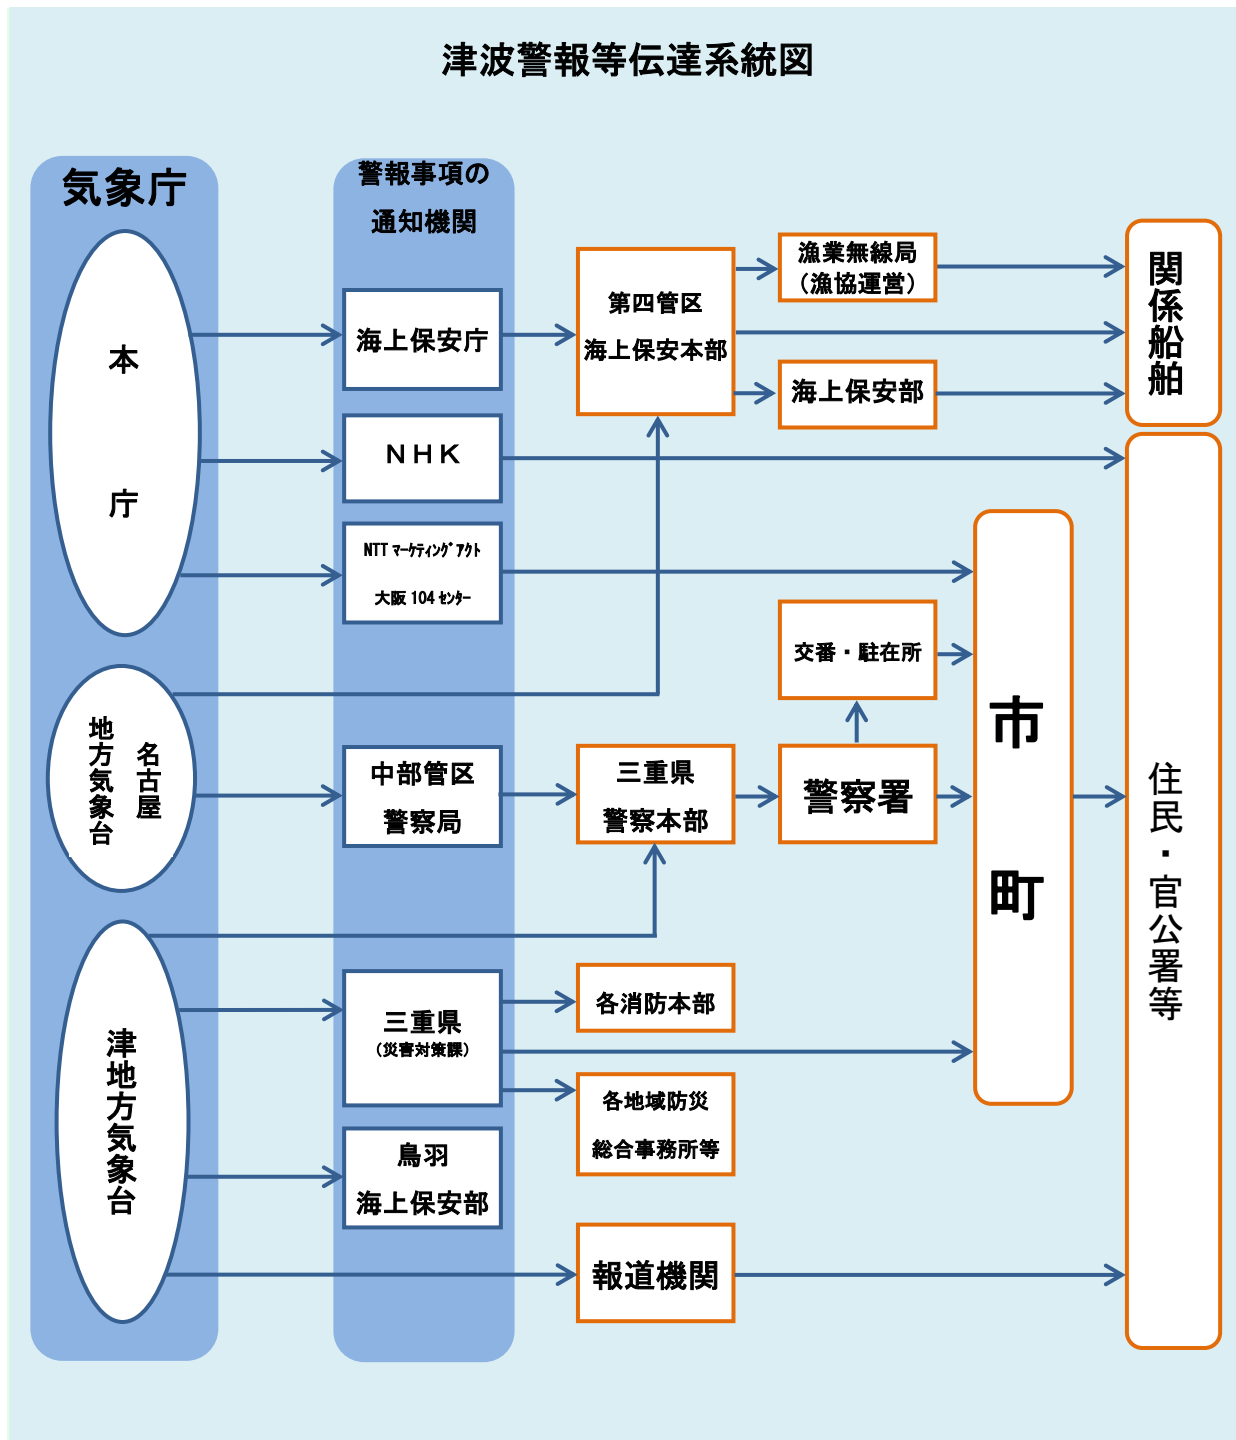 津波警報等伝達系統図
気象庁
警報事項の
通知機関
本
庁
海上保安庁
ＮＨＫ
NTT ﾏｰｹﾃｨﾝｸﾞｱｸﾄ
大阪 104 ｾﾝﾀｰ
第四管区
海上保安本部
漁業無線局
（漁協運営）
海上保安部
関係船舶
名古屋
地方気象台
中部管区
警察局
三重県
警察本部
交番・駐在所
警察署
市
町
住民・官公署等
津地方気象台
三重県
（災害対策課）
各消防本部
各地域防災
総合事務所等
鳥羽
海上保安部
報道機関